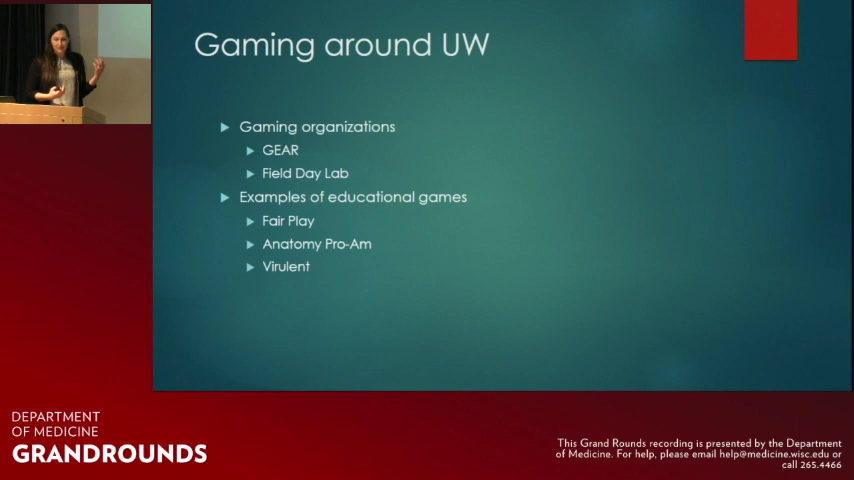 Gaming around UW
Gaming organizations
GEAR
Field Day Lab
Examples of educational games
Fair Play
Anatomy Pro-Am
Virulent
DEPARTMENT
OF MEDICINE
GRANDROUNDS
This Grand Rounds recording is presented by the Department
of Medicine. For help, please email help@medicine.wisc.edu or
call 265.4466